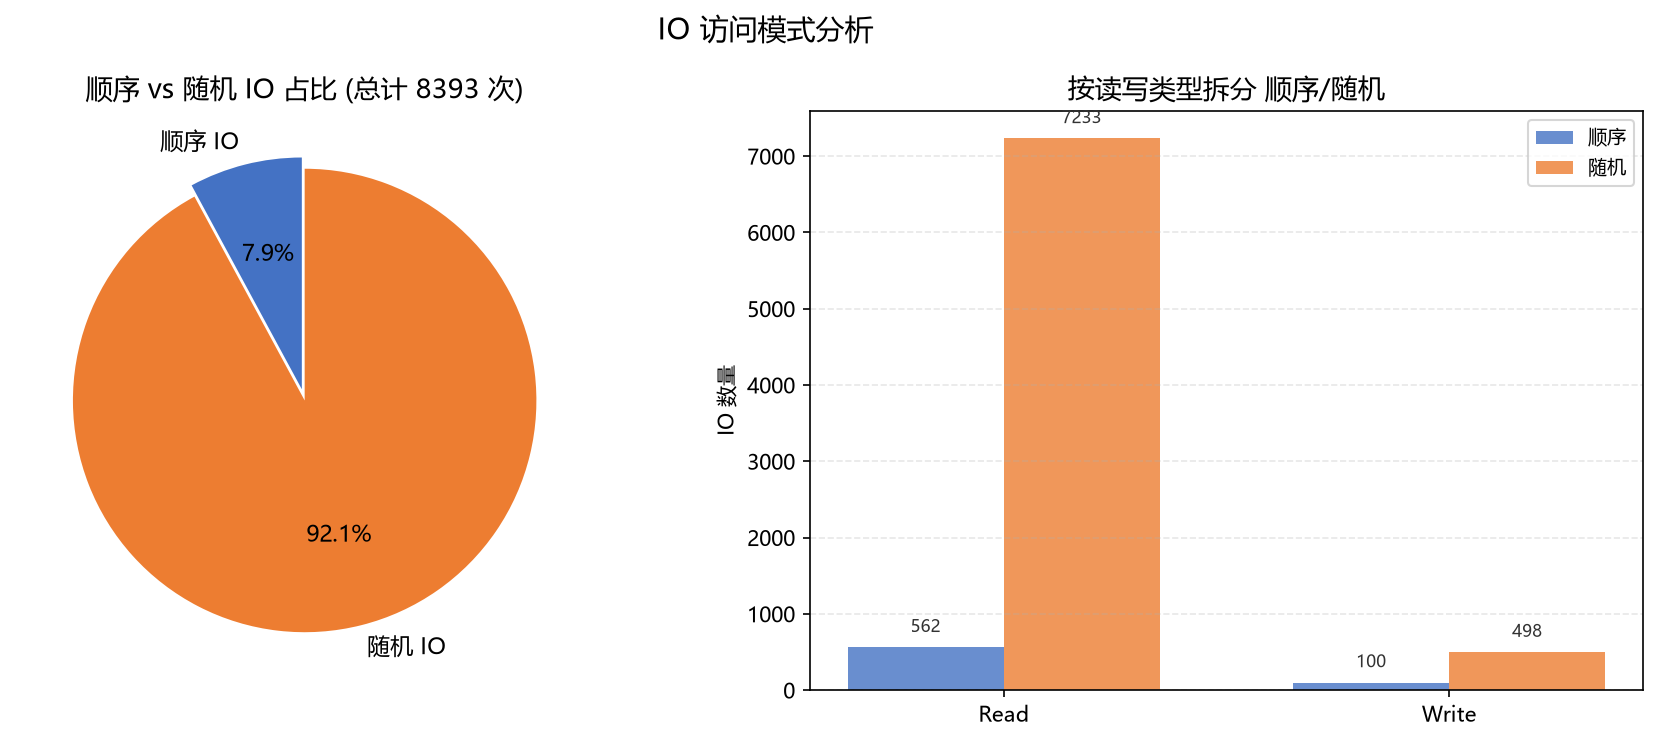 IO 访问模式分析
顺序 vs 随机 IO 占比 (总计 8393 次)
顺序 IO
7.9%
92.1%
随机 IO
按读写类型拆分 顺序/随机
顺序
随机
IO 数量
7000
6000
5000
4000
3000
2000
1000
0
7233
562
100
498
Read
Write